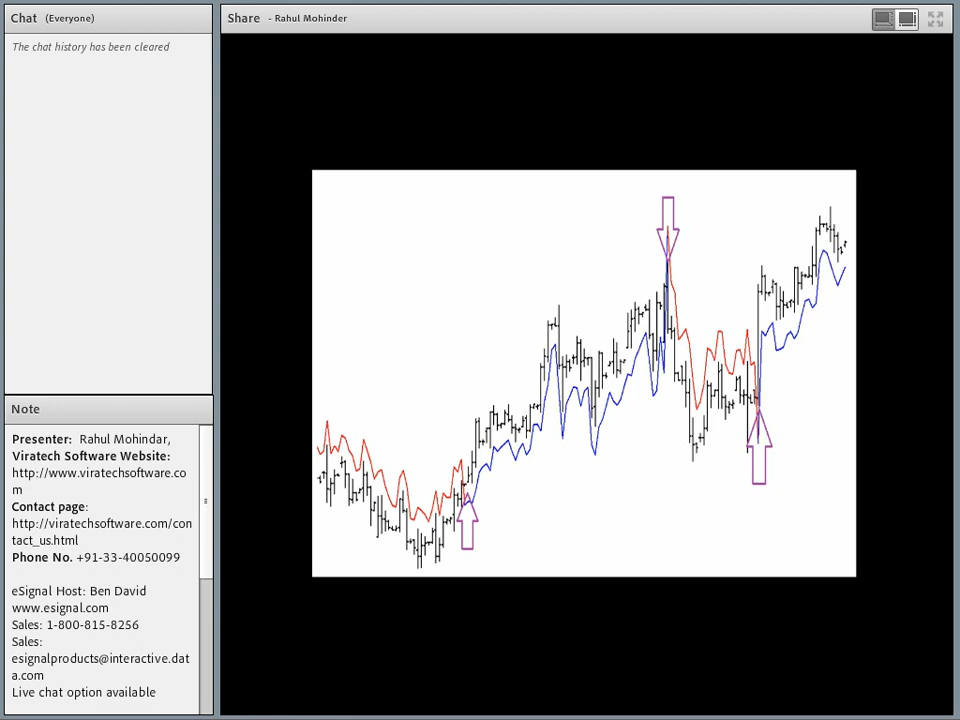 Chat (Everyone)
The chat history has been cleared
Share - Rahul Mohinder
Note
Presenter: Rahul Mohindar,
Viratech Software Website:
http://www.viratechsoftware.co
m
Contact page:
http://viratechsoftware.com/con
tact_us.html
Phone No. +91-33-40050099
eSignal Host: Ben David
www.esignal.com
Sales: 1-800-815-8256
Sales:
esignalproducts@interactive.dat
a.com
Live chat option available